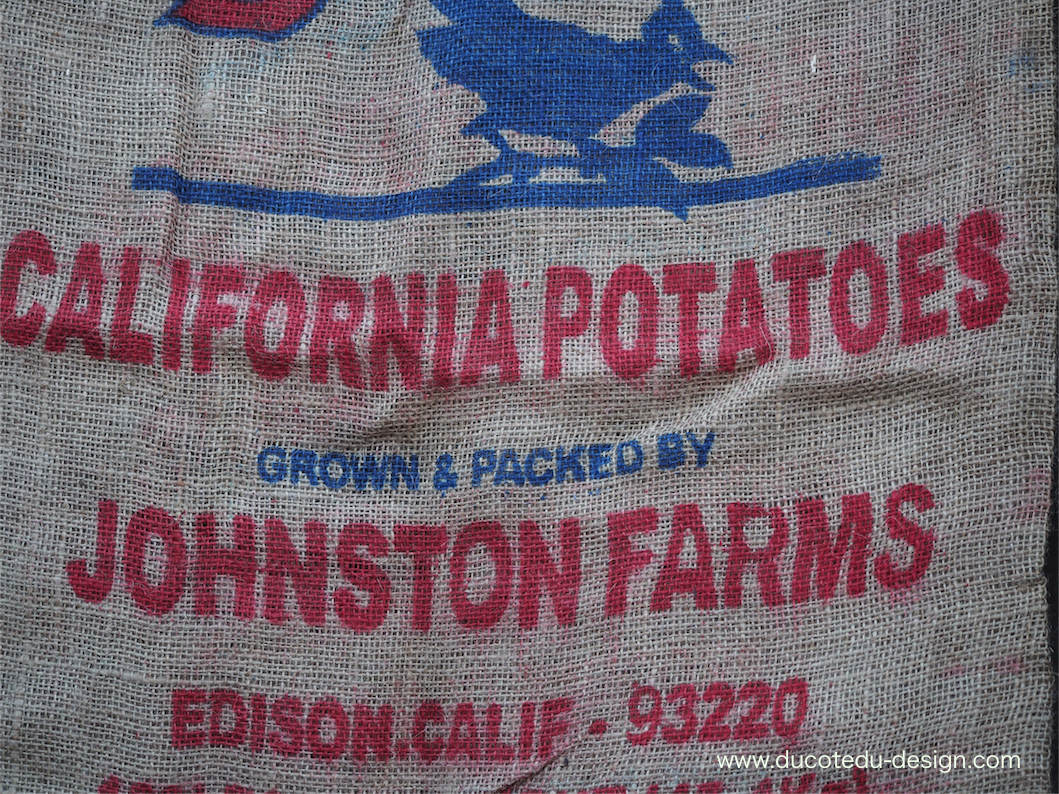 CALIFORNIA POTATOES
GROWN & PACKED BY
JOHNSTON FARMS
EDISON.CALIF - 93220
www.ducotedu-design.com